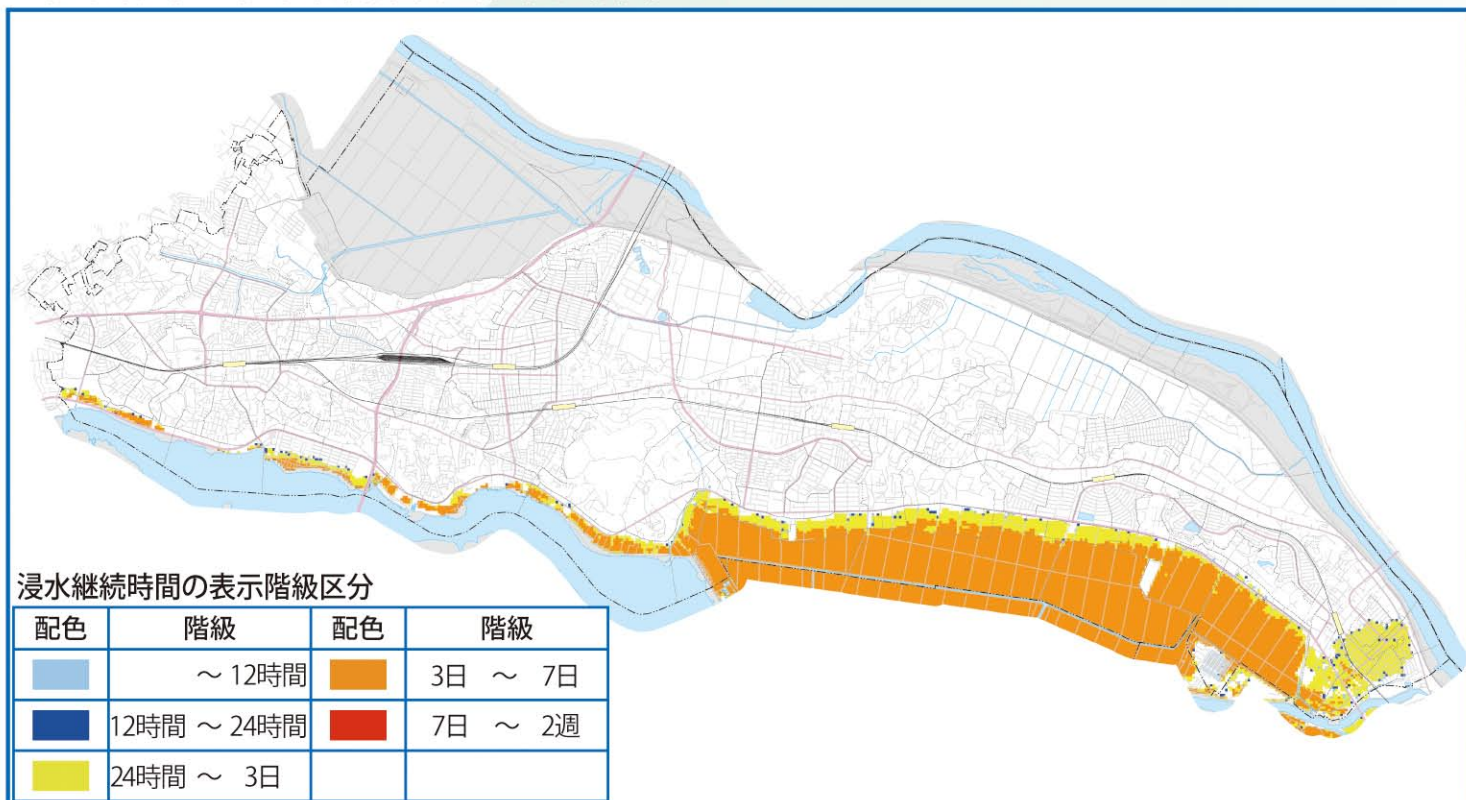 浸水継続時間の表示階級区分
配色 階級 配色 階級
～ 12時間 3日 ～ 7日
12時間 ～ 24時間 7日 ～ 2週
24時間 ～ 3日